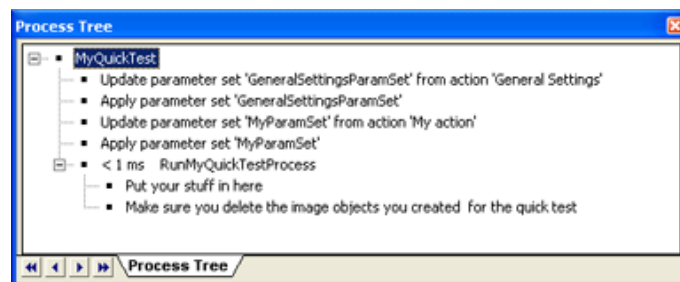 Process Tree
MyQuickTest
Update parameter set 'GeneralSettingsParamSet' from action 'General Settings'
Apply parameter set 'GeneralSettingsParamSet'
Update parameter set 'MyParamSet' from action 'My action'
Apply parameter set 'MyParamSet'
< 1 ms RunMyQuickTestProcess
Put your stuff in here
Make sure you delete the image objects you created for the quick test
Process Tree